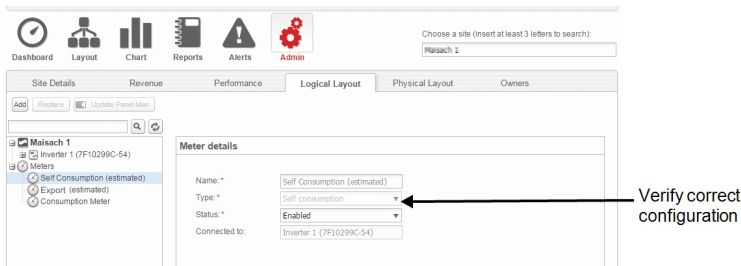 Choose a site (insert at least 3 letters to search):
Maisach 1
Dashboard Layout Chart Reports Alerts Admin
Site Details Revenue Performance Logical Layout Physical Layout Owners
Add Replace Update Panel Man
Maisach 1
Inverter 1 (7F10299C-54)
Meters
Self Consumption (estimated)
Export (estimated)
Consumption Meter
Meter details
Name:* Self Consumption (estimated)
Type:* Self consumption
Status:* Enabled
Connected to: Inverter 1 (7F10299C-54)
Verify correct
configuration